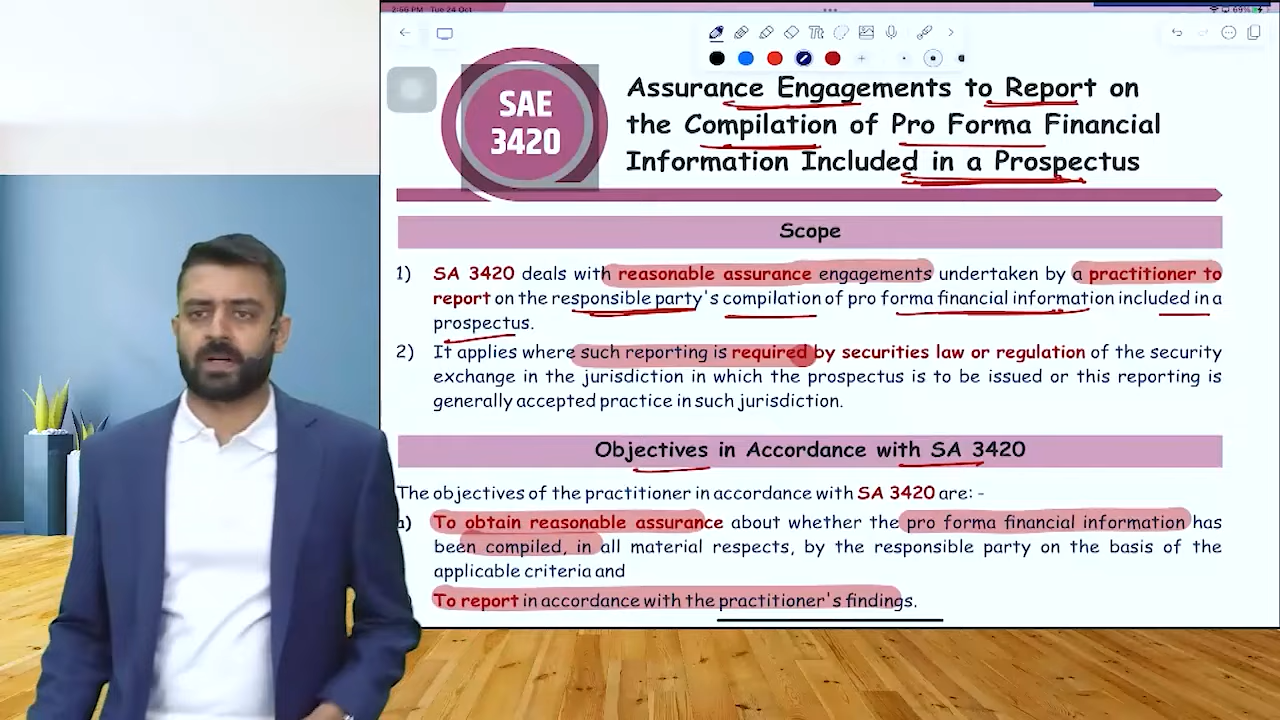 2:56 PM Tue 24 Oct
69%
SAE
3420
Assurance Engagements to Report on
the Compilation of Pro Forma Financial
Information Included in a Prospectus
Scope
1) SA 3420 deals with reasonable assurance engagements undertaken by a practitioner to
report on the responsible party's compilation of pro forma financial information included in a
prospectus.
2) It applies where such reporting is required by securities law or regulation of the security
exchange in the jurisdiction in which the prospectus is to be issued or this reporting is
generally accepted practice in such jurisdiction.
Objectives in Accordance with SA 3420
The objectives of the practitioner in accordance with SA 3420 are: -
a) To obtain reasonable assurance about whether the pro forma financial information has
been compiled, in all material respects, by the responsible party on the basis of the
applicable criteria and
To report in accordance with the practitioner's findings.